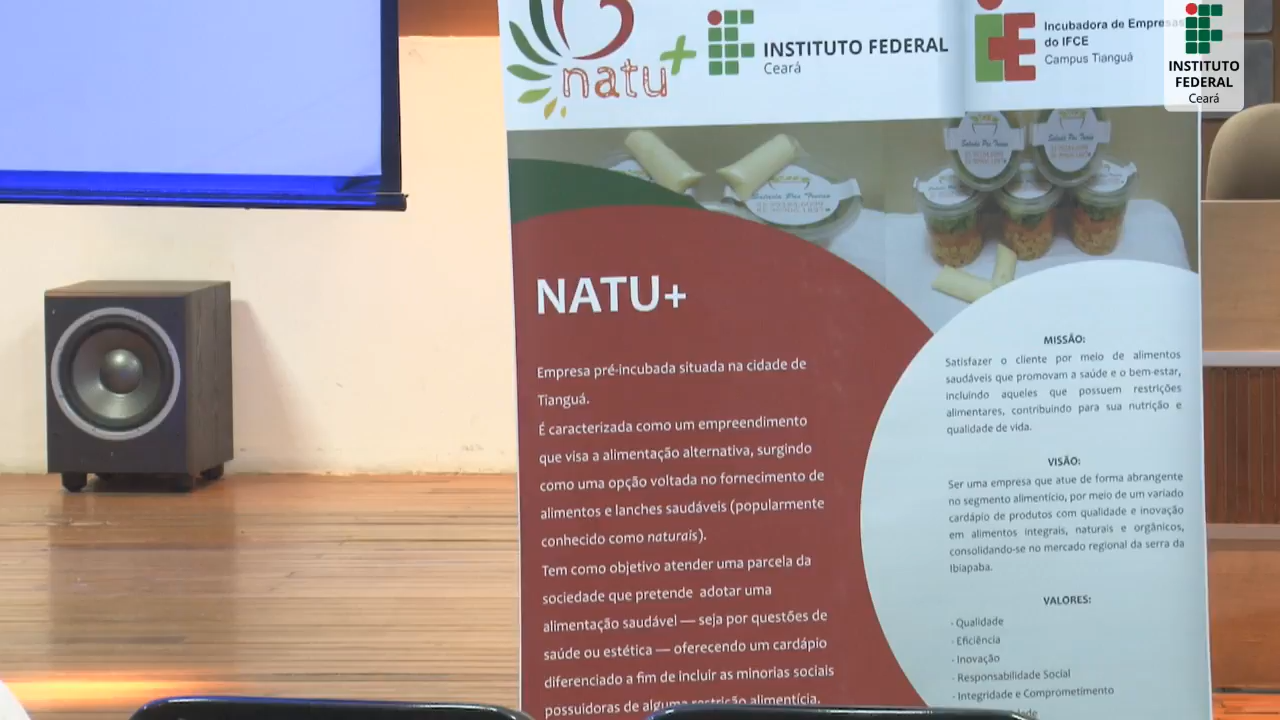 natu+
INSTITUTO FEDERAL
Ceará
Incubadora de Empresas
do IFCE
Campus Tianguá
INSTITUTO
FEDERAL
Ceará
NATU+
Empresa pré-incubada situada na cidade de
Tianguá.
É caracterizada como um empreendimento
que visa a alimentação alternativa, surgindo
como uma opção voltada no fornecimento de
alimentos e lanches saudáveis (popularmente
conhecido como naturais).
Tem como objetivo atender uma parcela da
sociedade que pretende adotar uma
alimentação saudável — seja por questões de
saúde ou estética — oferecendo um cardápio
diferenciado a fim de incluir as minorias sociais
possuidoras de alguma restrição alimentícia.
MISSÃO:
Satisfazer o cliente por meio de alimentos
saudáveis que promovam a saúde e o bem-estar,
incluindo aqueles que possuem restrições
alimentares, contribuindo para sua nutrição e
qualidade de vida.
VISÃO:
Ser uma empresa que atue de forma abrangente
no segmento alimentício, por meio de um variado
cardápio de produtos com qualidade e inovação
em alimentos integrais, naturais e orgânicos,
consolidando-se no mercado regional da serra da
Ibiapaba.
VALORES:
- Qualidade
- Eficiência
- Inovação
- Responsabilidade Social
- Integridade e Comprometimento